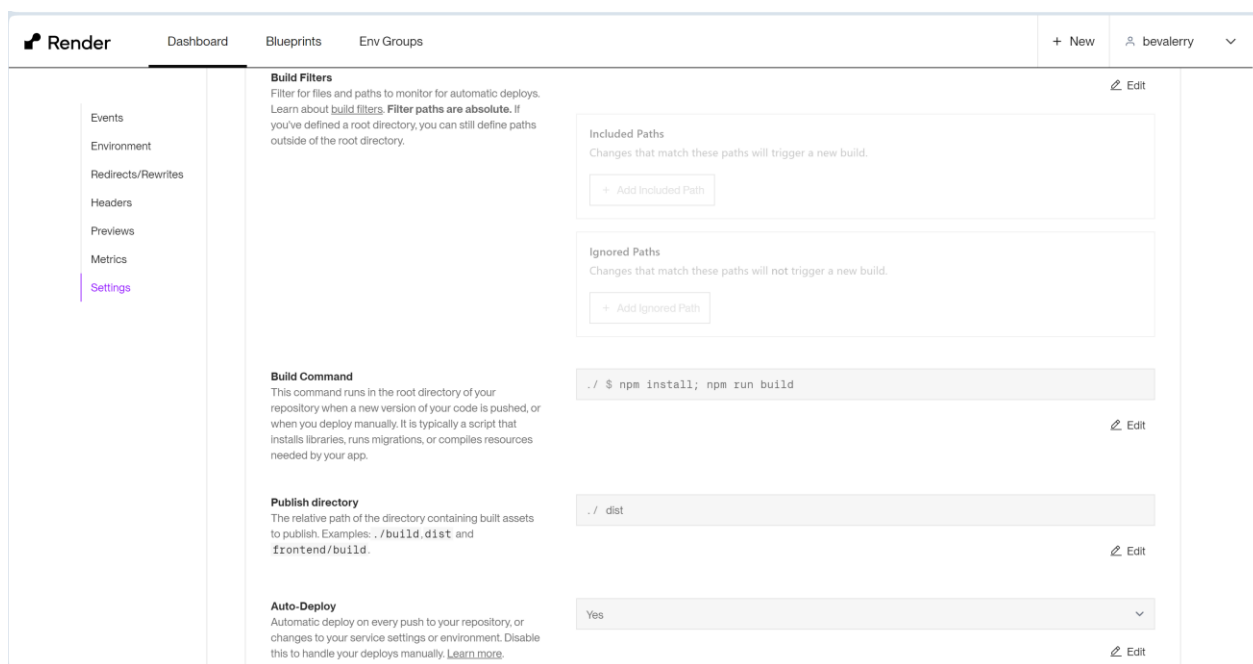 Render
Dashboard
Blueprints
Env Groups
+ New
bevalerry
Events
Environment
Redirects/Rewrites
Headers
Previews
Metrics
Settings
Build Filters
Filter for files and paths to monitor for automatic deploys.
Learn about build filters. Filter paths are absolute. If
you've defined a root directory, you can still define paths
outside of the root directory.
Edit
Included Paths
Changes that match these paths will trigger a new build.
+ Add Included Path
Ignored Paths
Changes that match these paths will not trigger a new build.
+ Add Ignored Path
Build Command
This command runs in the root directory of your
repository when a new version of your code is pushed, or
when you deploy manually. It is typically a script that
installs libraries, runs migrations, or compiles resources
needed by your app.
./ $ npm install; npm run build
Edit
Publish directory
The relative path of the directory containing built assets
to publish. Examples: ./build, dist and
frontend/build.
./ dist
Edit
Auto-Deploy
Automatic deploy on every push to your repository, or
changes to your service settings or environment. Disable
this to handle your deploys manually. Learn more.
Yes
Edit